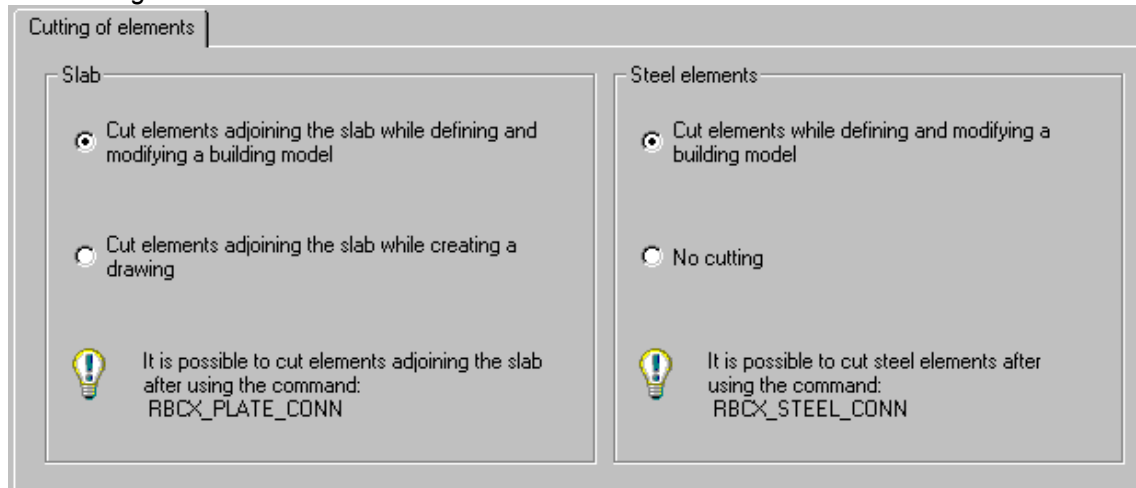 Cutting of elements
Slab
Cut elements adjoining the slab while defining and
modifying a building model
Cut elements adjoining the slab while creating a
drawing
It is possible to cut elements adjoining the slab
after using the command:
RBCX_PLATE_CONN
Steel elements
Cut elements while defining and modifying a
building model
No cutting
It is possible to cut steel elements after
using the command:
RBCX_STEEL_CONN